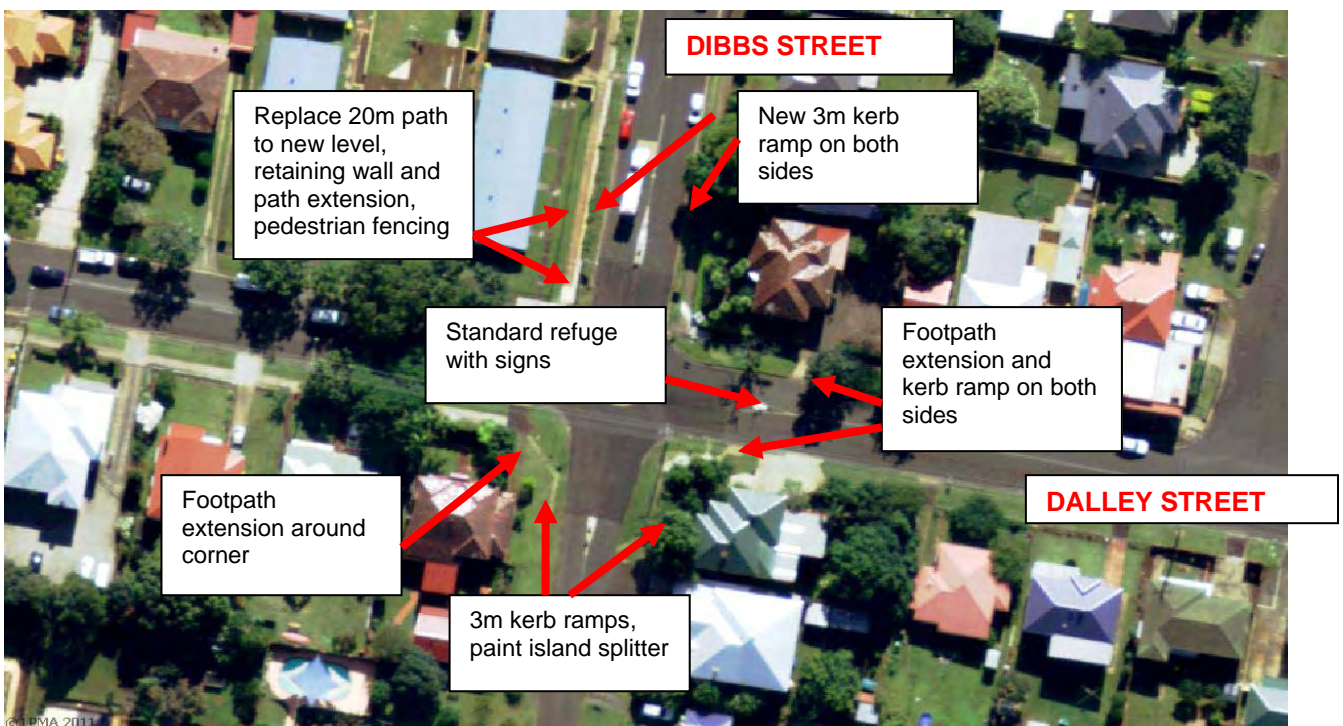 DIBBS STREET
Replace 20m path
to new level,
retaining wall and
path extension,
pedestrian fencing
New 3m kerb
ramp on both
sides
Standard refuge
with signs
Footpath
extension and
kerb ramp on both
sides
Footpath
extension around
corner
DALLEY STREET
3m kerb ramps,
paint island splitter
© LPMA 2011